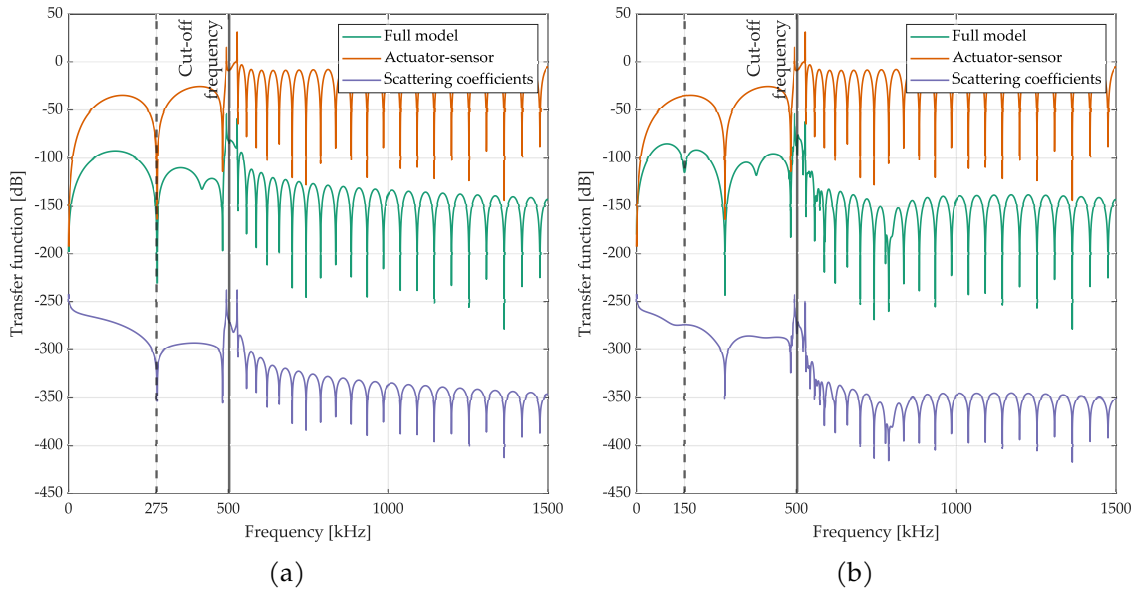 50
0
-50
-100
-150
-200
-250
-300
-350
-400
-450
Transfer function [dB]
0
275
500
1000
1500
Frequency [kHz]
Cut-off
frequency
Full model
Actuator-sensor
Scattering coefficients
(a)
50
0
-50
-100
-150
-200
-250
-300
-350
-400
-450
Transfer function [dB]
0
150
500
1000
1500
Frequency [kHz]
Cut-off
frequency
Full model
Actuator-sensor
Scattering coefficients
(b)